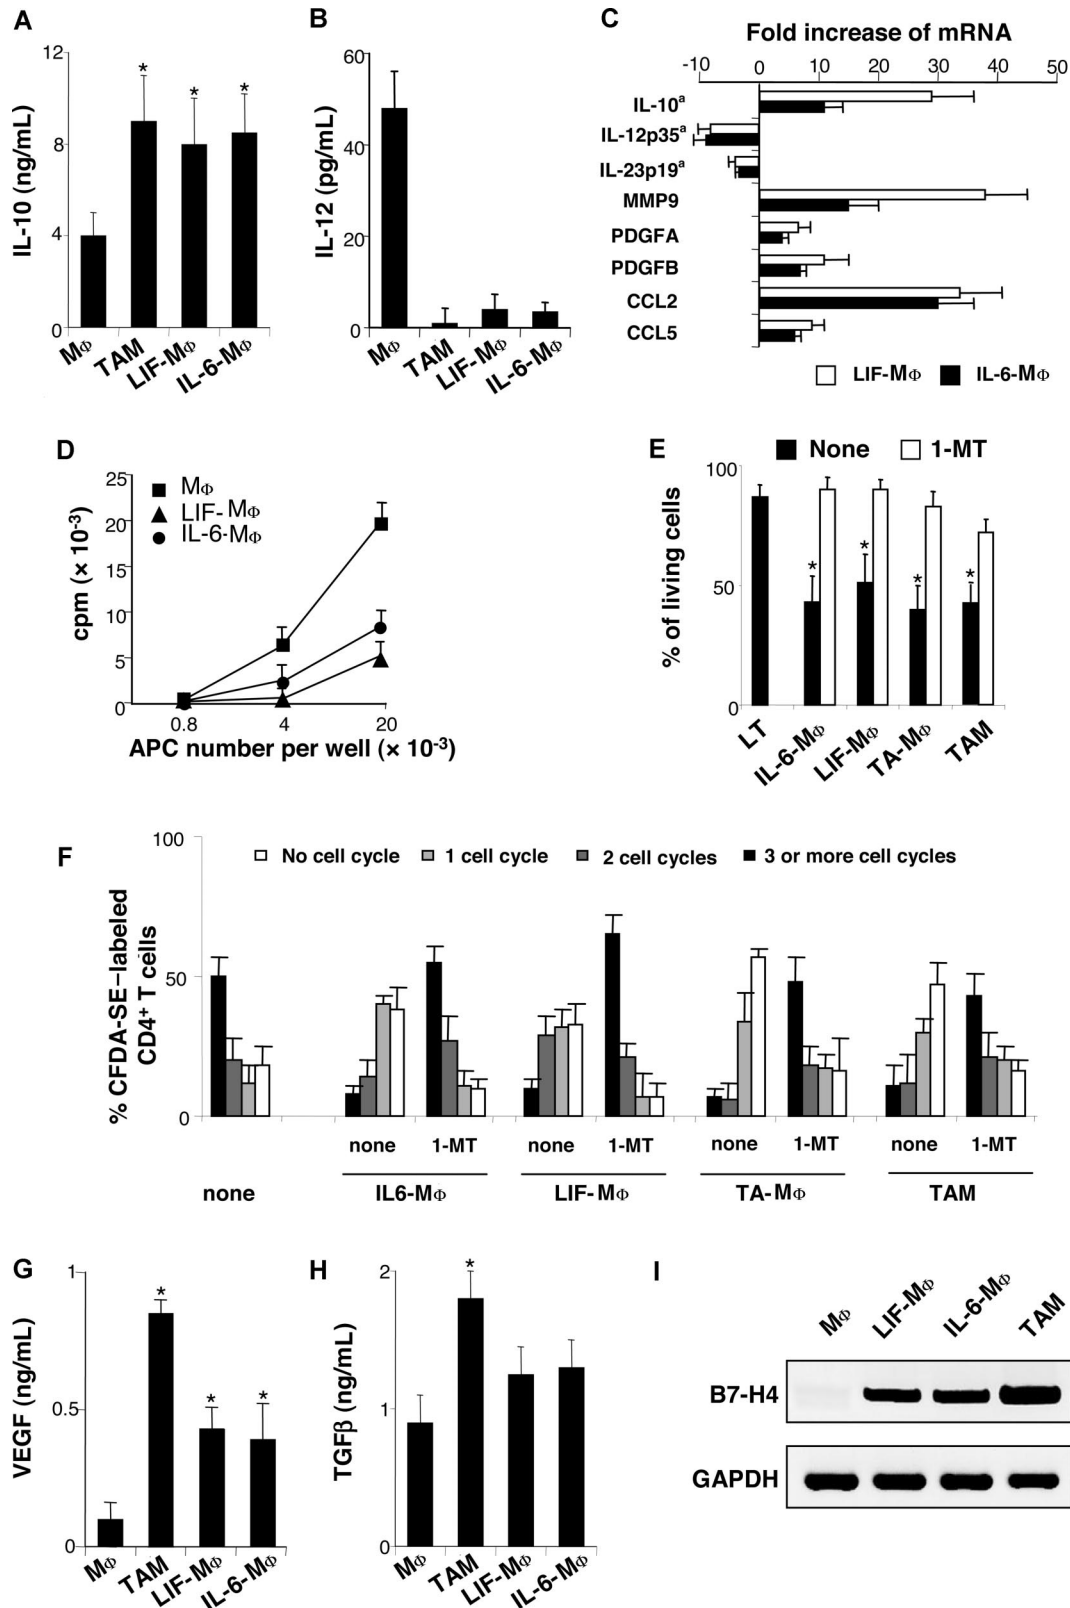 A
IL-10 (ng/mL)
12
8
4
0
*
*
*
MΦ
TAM
LIF-MΦ
IL-6-MΦ
B
IL-12 (pg/mL)
60
40
20
0
MΦ
TAM
LIF-MΦ
IL-6-MΦ
C
Fold increase of mRNA
-10 0 10 20 30 40 50
IL-10a
IL-12p35a
IL-23p19a
MMP9
PDGFA
PDGFB
CCL2
CCL5
LIF-MΦ IL-6-MΦ
D
cpm (× 10-3)
25
20
15
10
5
0
MΦ
LIF-MΦ
IL-6-MΦ
0.8 4 20
APC number per well (× 10-3)
E
None 1-MT
% of living cells
100
50
0
* * * *
LT
IL-6-MΦ
LIF-MΦ
TA-MΦ
TAM
F
% CFDA-SE–labeled
CD4+ T cells
100
50
0
No cell cycle 1 cell cycle 2 cell cycles 3 or more cell cycles
none 1-MT none 1-MT none 1-MT none 1-MT
none IL6-MΦ LIF-MΦ TA-MΦ TAM
G
VEGF (ng/mL)
1
0.5
0
*
*
*
MΦ
TAM
LIF-MΦ
IL-6-MΦ
H
TGFβ (ng/mL)
2
1
0
*
MΦ
TAM
LIF-MΦ
IL-6-MΦ
I
MΦ
LIF-MΦ
IL-6-MΦ
TAM
B7-H4
GAPDH